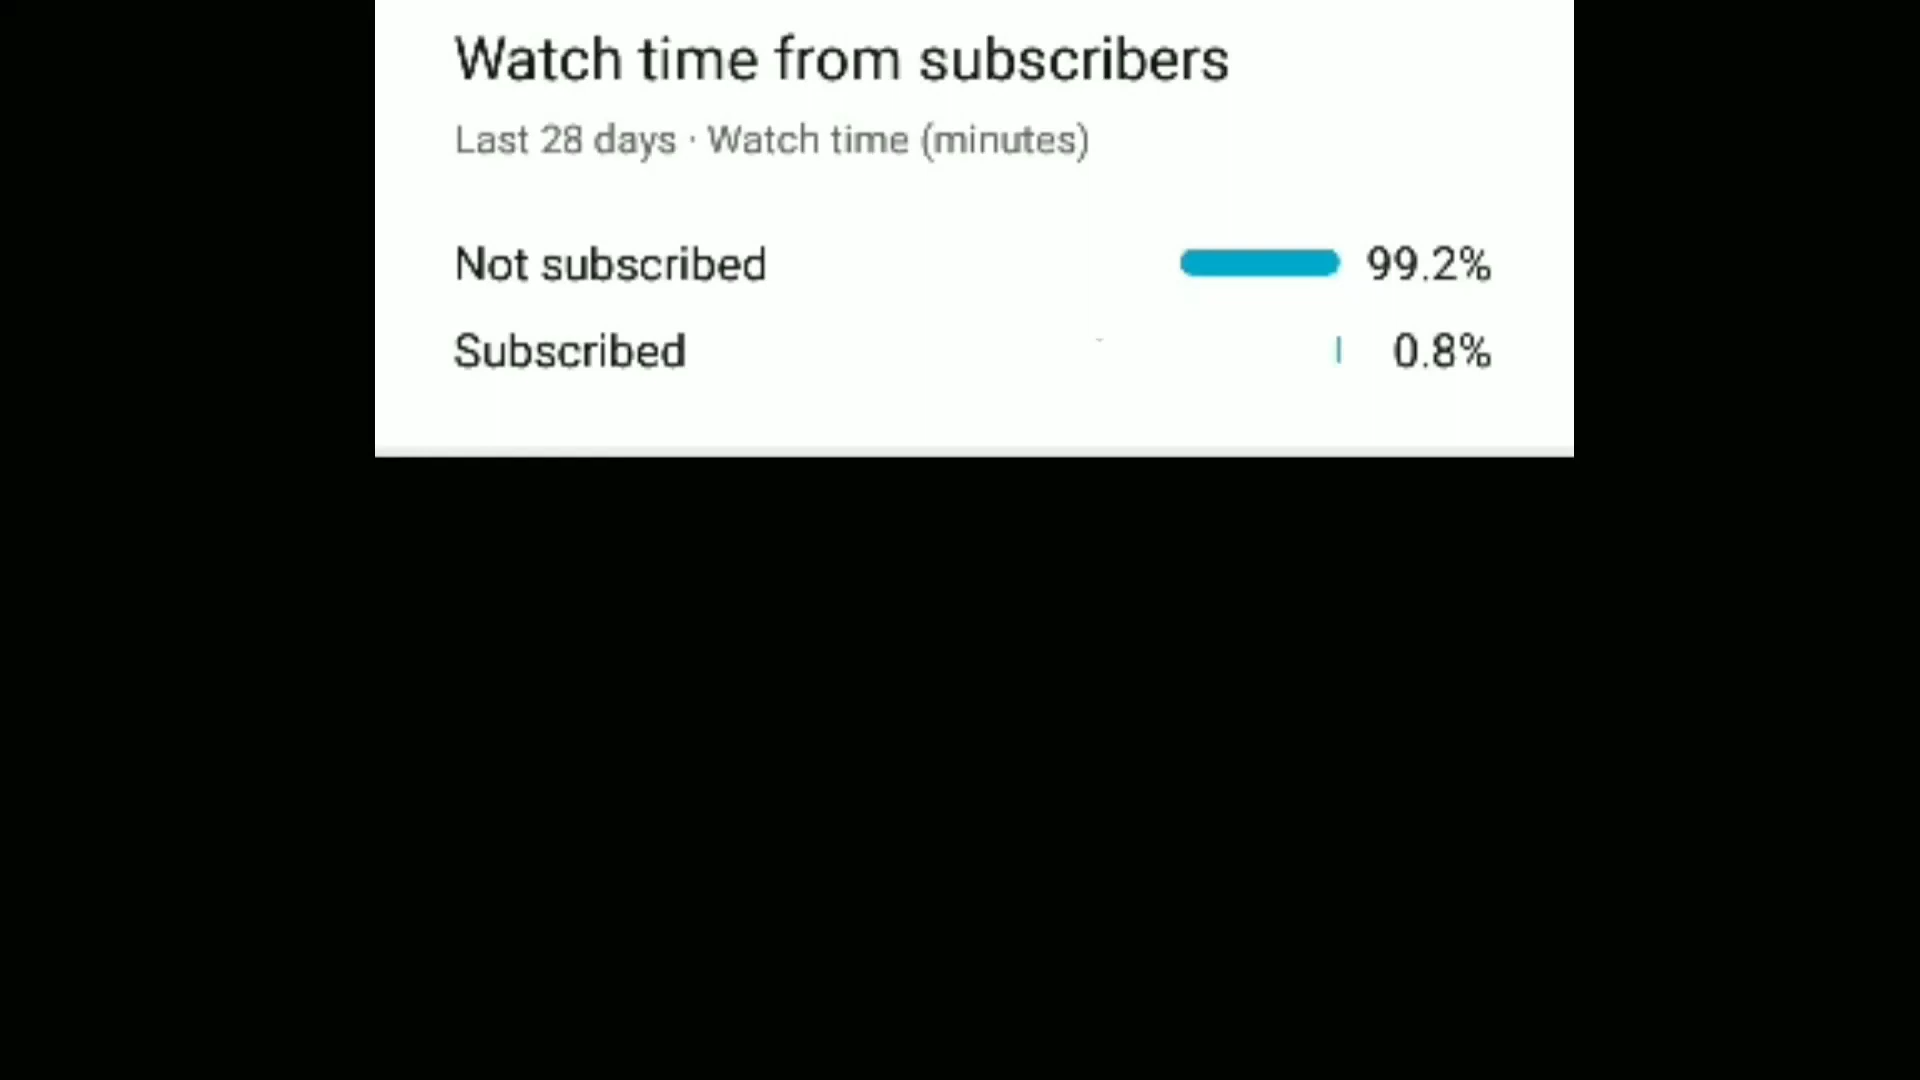 Watch time from subscribers
Last 28 days · Watch time (minutes)
Not subscribed 99.2%
Subscribed 0.8%